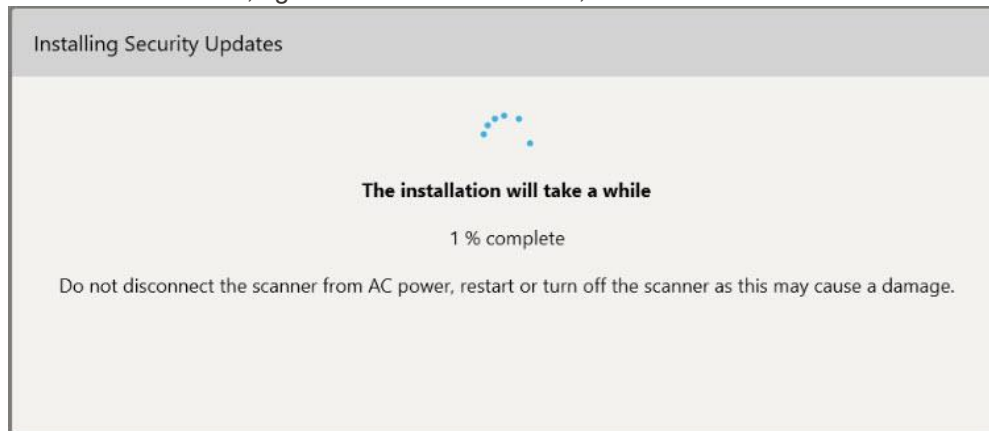 Installing Security Updates
The installation will take a while
1 % complete
Do not disconnect the scanner from AC power, restart or turn off the scanner as this may cause a damage.